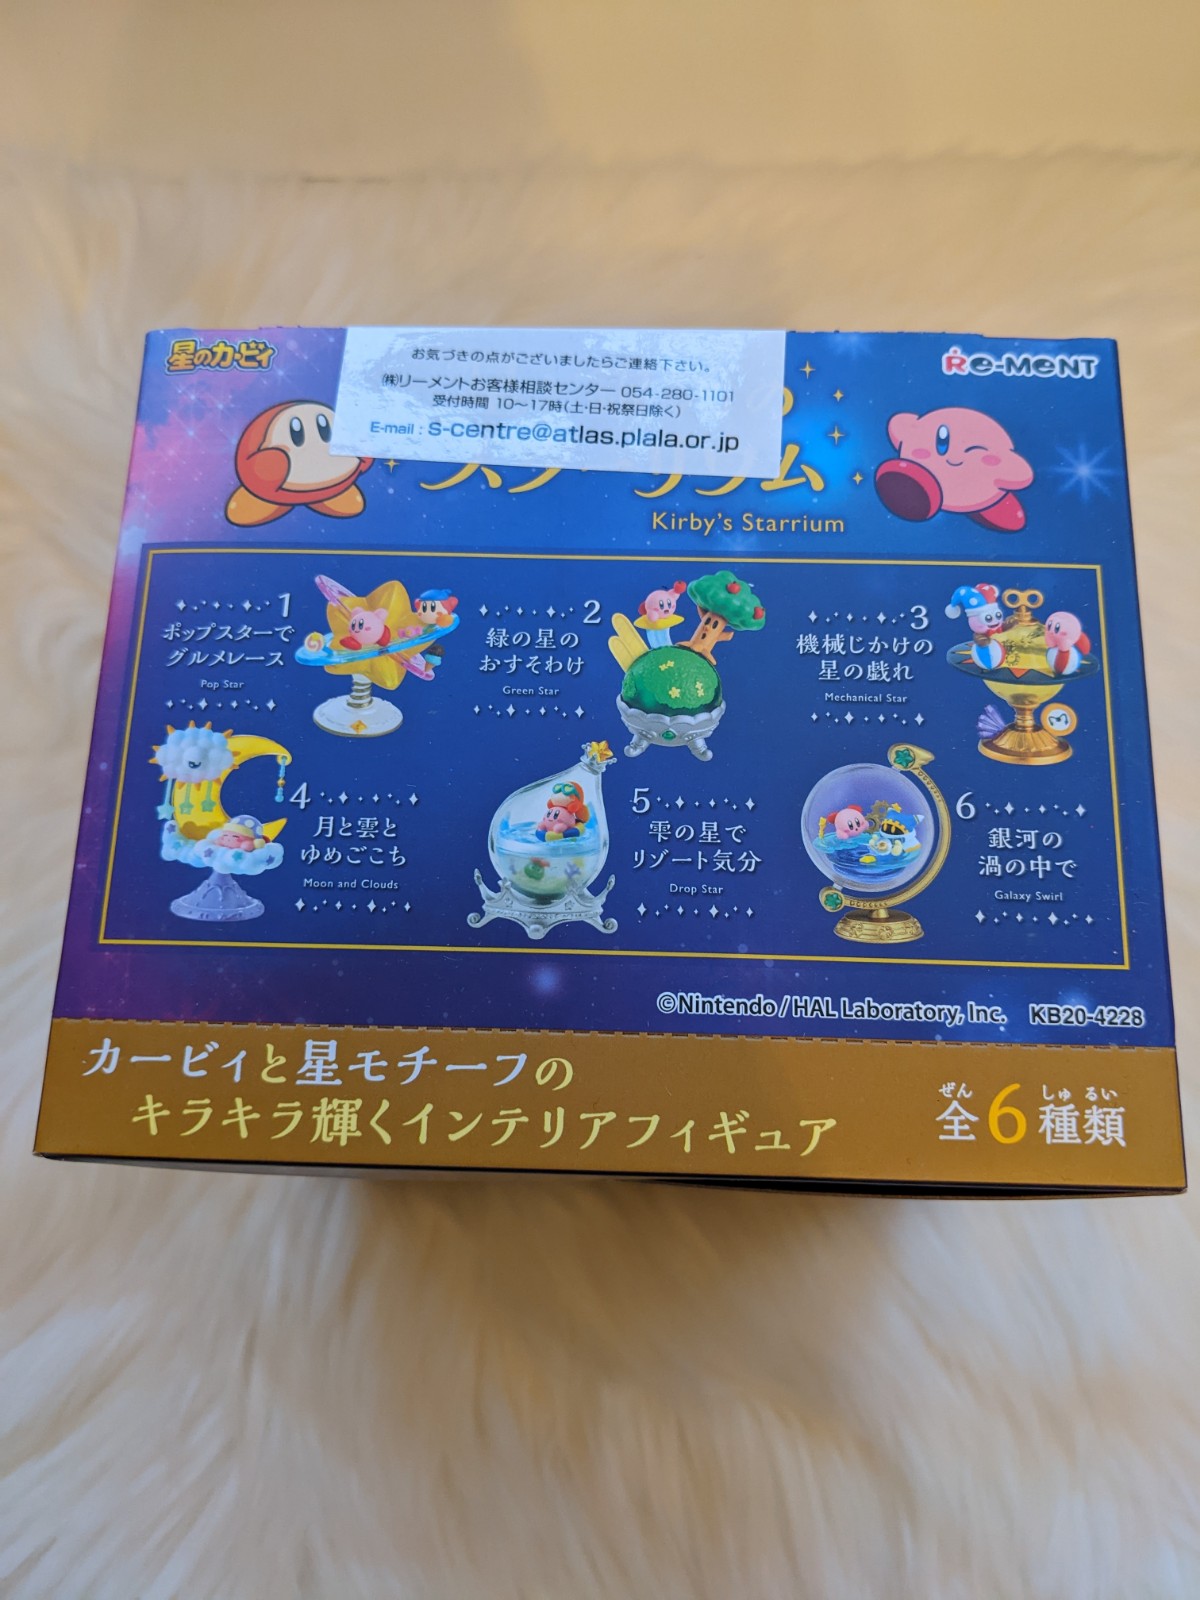 星のカービィ
Re-MeNT
お気づきの点がございましたらご連絡下さい。
㈱リーメントお客様相談センター 054-280-1101
受付時間 10～17時(土・日・祝祭日除く)
E-mail : s-centre@atlas.plala.or.jp
の
スターリウム
Kirby's Starrium
1
ポップスターで
グルメレース
Pop Star
2
緑の星の
おすそわけ
Green Star
3
機械じかけの
星の戯れ
Mechanical Star
4
月と雲と
ゆめごこち
Moon and Clouds
5
雫の星で
リゾート気分
Drop Star
6
銀河の
渦の中で
Galaxy Swirl
©Nintendo / HAL Laboratory, Inc. KB20-4228
カービィと星モチーフの
キラキラ輝くインテリアフィギュア
ぜん しゅ るい
全6種類